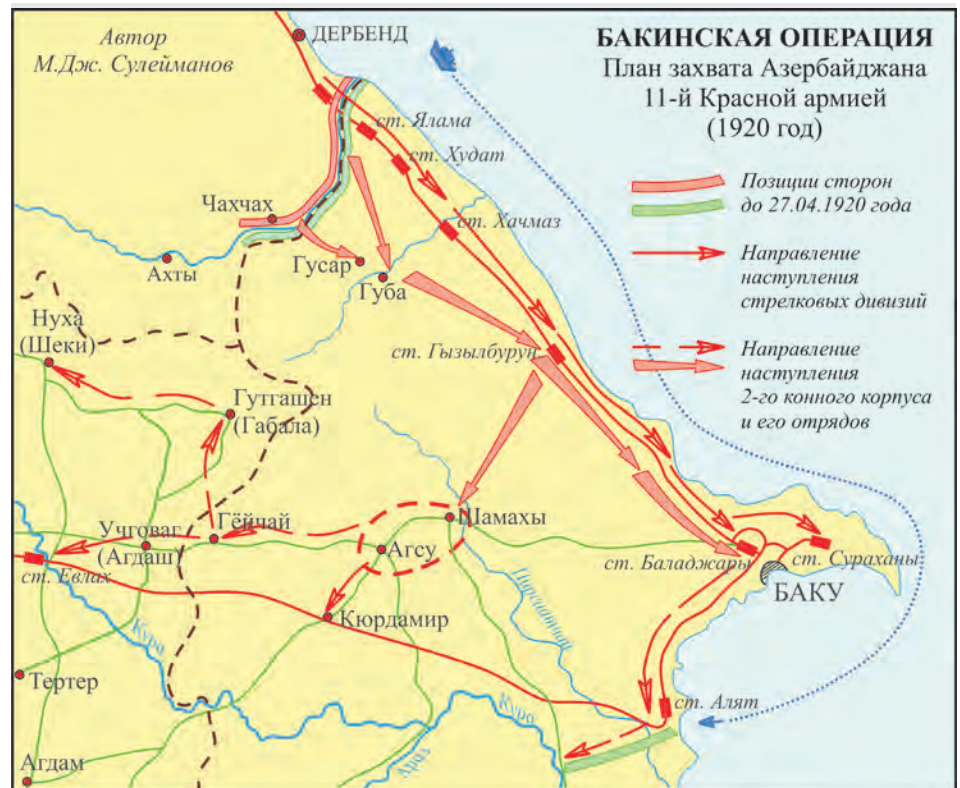 Автор
М.Дж. Сулейманов
БАКИНСКАЯ ОПЕРАЦИЯ
План захвата Азербайджана
11-й Красной армией
(1920 год)
Позиции сторон
до 27.04.1920 года
Направление
наступления
стрелковых дивизий
Направление
наступления
2-го конного корпуса
и его отрядов
ДЕРБЕНД
ст. Ялама
ст. Худат
Чахчах
ст. Хачмаз
Гусар
Ахты
Губа
Нуха
(Шеки)
ст. Гызылбурун
Гутгашен
(Габала)
Шамахы
Учговаг
(Агдаш)
Гёйчай
Агсу
ст. Евлах
ст. Баладжары
ст. Сураханы
БАКУ
Кюрдамир
Пирсаатчай
Кура
Тертер
Кура
ст. Алят
Араз
Агдам